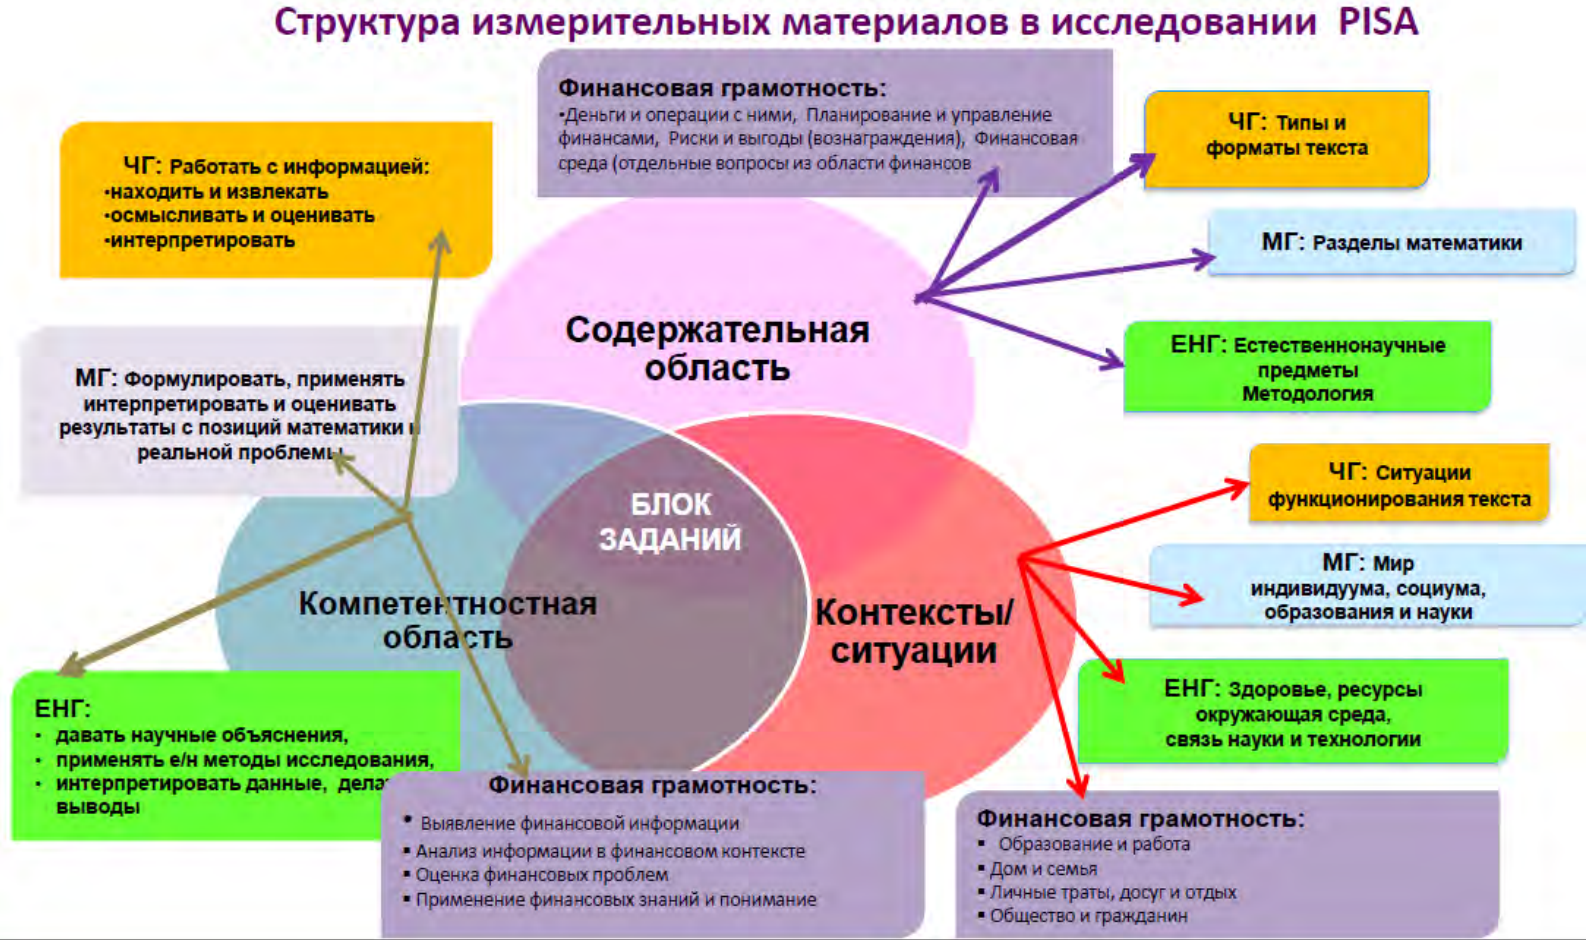 Структура измерительных материалов в исследовании PISA
Финансовая грамотность:
•Деньги и операции с ними, Планирование и управление
финансами, Риски и выгоды (вознаграждения), Финансовая
среда (отдельные вопросы из области финансов
ЧГ: Типы и
форматы текста
ЧГ: Работать с информацией:
•находить и извлекать
•осмысливать и оценивать
•интерпретировать
МГ: Разделы математики
Содержательная
область
ЕНГ: Естественнонаучные
предметы
Методология
МГ: Формулировать, применять
интерпретировать и оценивать
результаты с позиций математики и
реальной проблемы
ЧГ: Ситуации
функционирования текста
БЛОК
ЗАДАНИЙ
МГ: Мир
индивидуума, социума,
образования и науки
Компетентностная
область
Контексты/
ситуации
ЕНГ: Здоровье, ресурсы
окружающая среда,
связь науки и технологии
ЕНГ:
• давать научные объяснения,
• применять е/н методы исследования,
• интерпретировать данные, дела
выводы
Финансовая грамотность:
• Выявление финансовой информации
▪ Анализ информации в финансовом контексте
▪ Оценка финансовых проблем
▪ Применение финансовых знаний и понимание
Финансовая грамотность:
▪ Образование и работа
▪ Дом и семья
▪ Личные траты, досуг и отдых
▪ Общество и гражданин